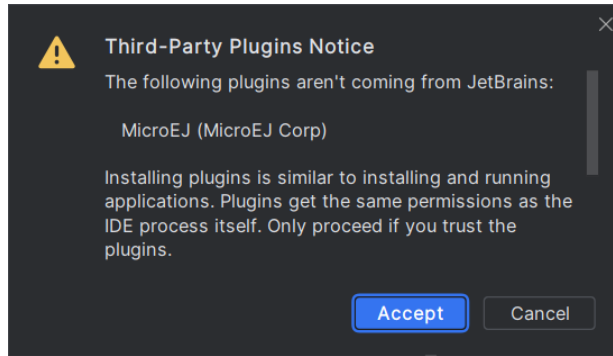 Third-Party Plugins Notice
The following plugins aren't coming from JetBrains:
MicroEJ (MicroEJ Corp)
Installing plugins is similar to installing and running
applications. Plugins get the same permissions as the
IDE process itself. Only proceed if you trust the
plugins.
Accept Cancel